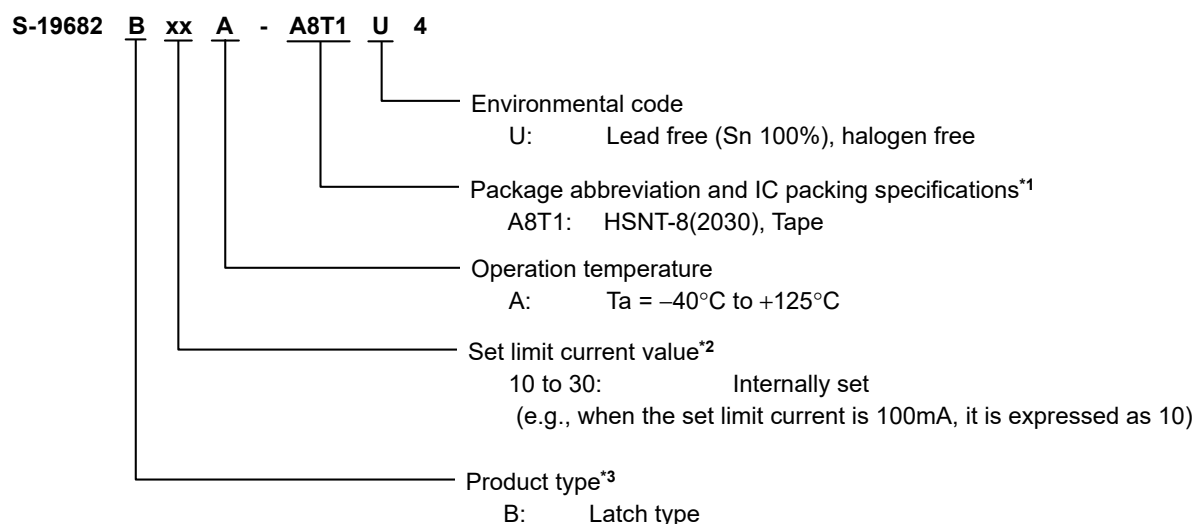 S-19682 B xx A - A8T1 U 4
Environmental code
U: Lead free (Sn 100%), halogen free
Package abbreviation and IC packing specifications*1
A8T1: HSNT-8(2030), Tape
Operation temperature
A: Ta = −40°C to +125°C
Set limit current value*2
10 to 30: Internally set
(e.g., when the set limit current is 100mA, it is expressed as 10)
Product type*3
B: Latch type